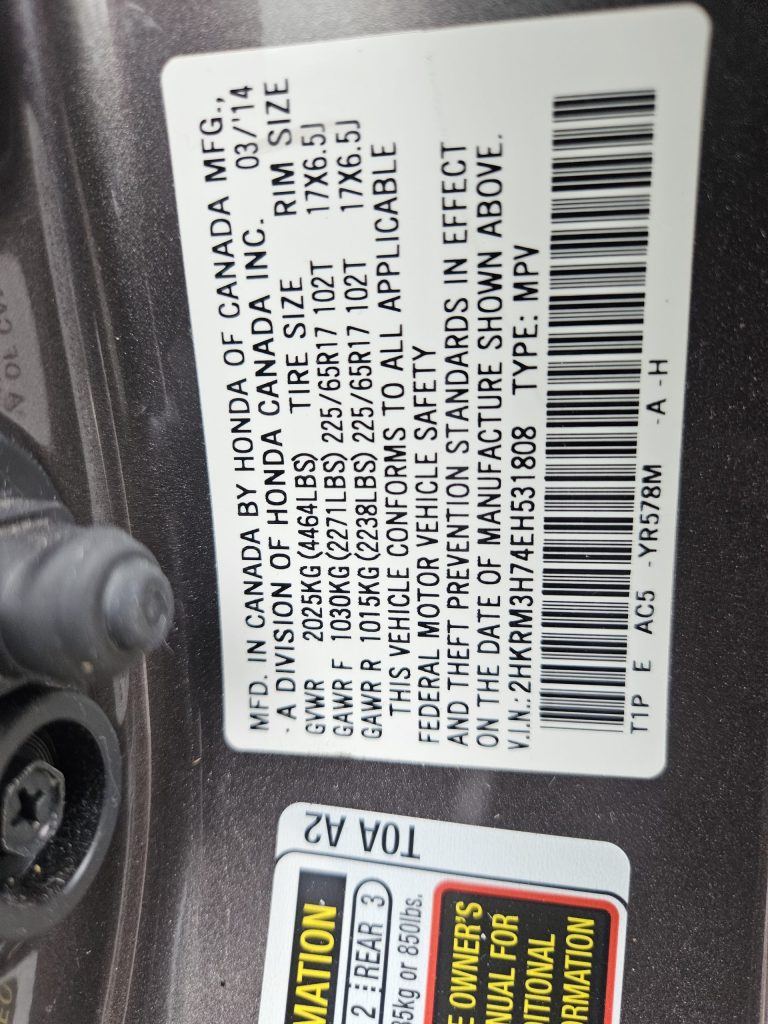 MFD. IN CANADA BY HONDA OF CANADA MFG.,
- A DIVISION OF HONDA CANADA INC. 03/'14
GVWR 2025KG (4464LBS) TIRE SIZE RIM SIZE
GAWR F 1030KG (2271LBS) 225/65R17 102T 17X6.5J
GAWR R 1015KG (2238LBS) 225/65R17 102T 17X6.5J
THIS VEHICLE CONFORMS TO ALL APPLICABLE
FEDERAL MOTOR VEHICLE SAFETY
AND THEFT PREVENTION STANDARDS IN EFFECT
ON THE DATE OF MANUFACTURE SHOWN ABOVE.
V.I.N.: 2HKRM3H74EH531808 TYPE: MPV
T1P E AC5 -YR578M -A -H
T0A A2
MATION
2 REAR 3
85kg or 850lbs.
E OWNER'S
NUAL FOR
DITIONAL
ORMATION